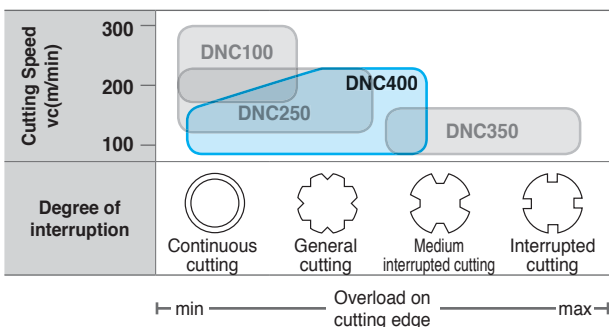 Cutting Speed
vc(m/min)
300
200
100
DNC100
DNC400
DNC250
DNC350
Degree of
interruption
Continuous
cutting
General
cutting
Medium
interrupted cutting
Interrupted
cutting
min
Overload on
cutting edge
max